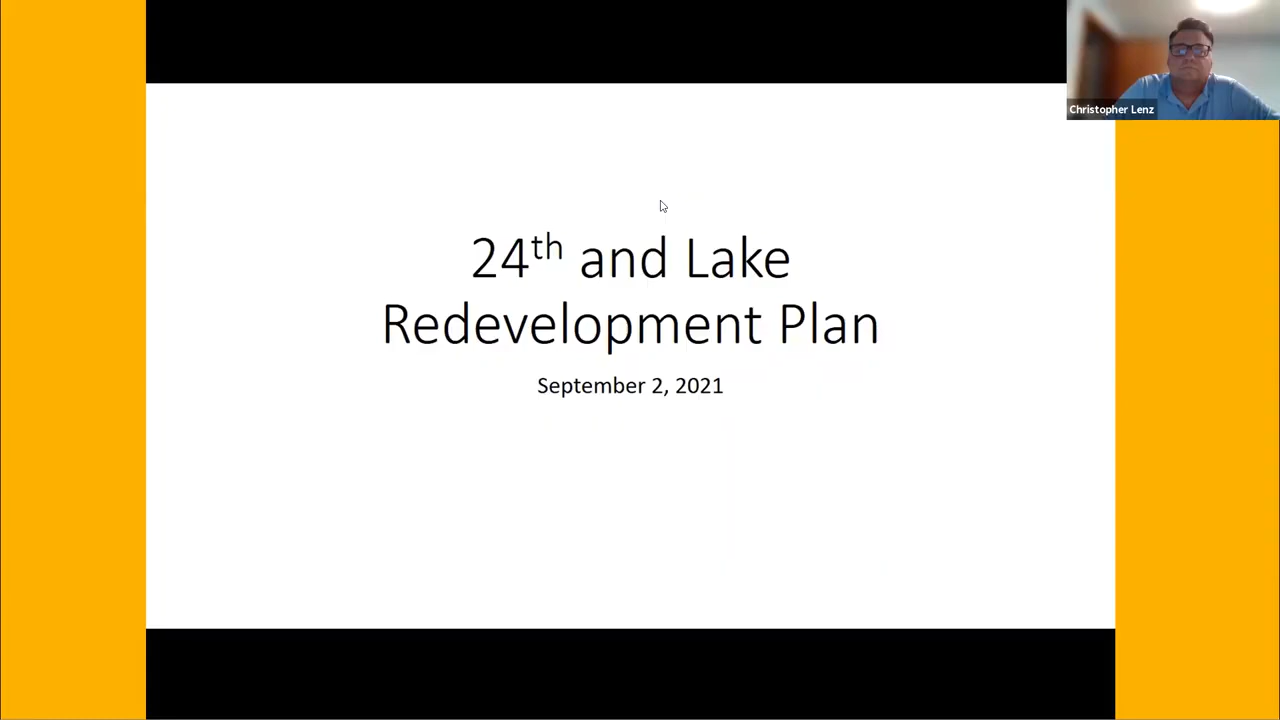 Christopher Lenz
24th and Lake
Redevelopment Plan
September 2, 2021